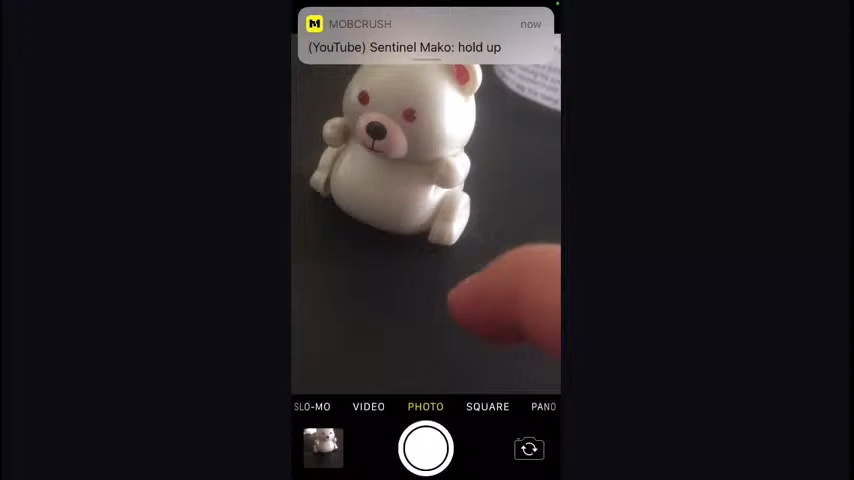 MOBCRUSH now
(YouTube) Sentinel Mako: hold up
SLO-MO VIDEO PHOTO SQUARE PANO